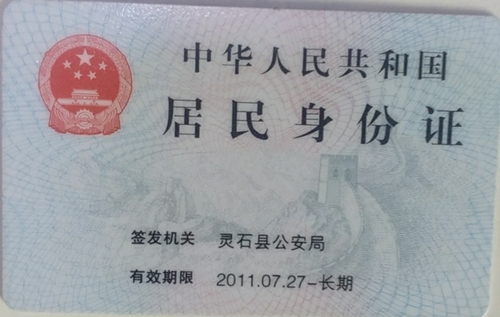 中华人民共和国
居民身份证
签发机关 灵石县公安局
有效期限 2011.07.27-长期